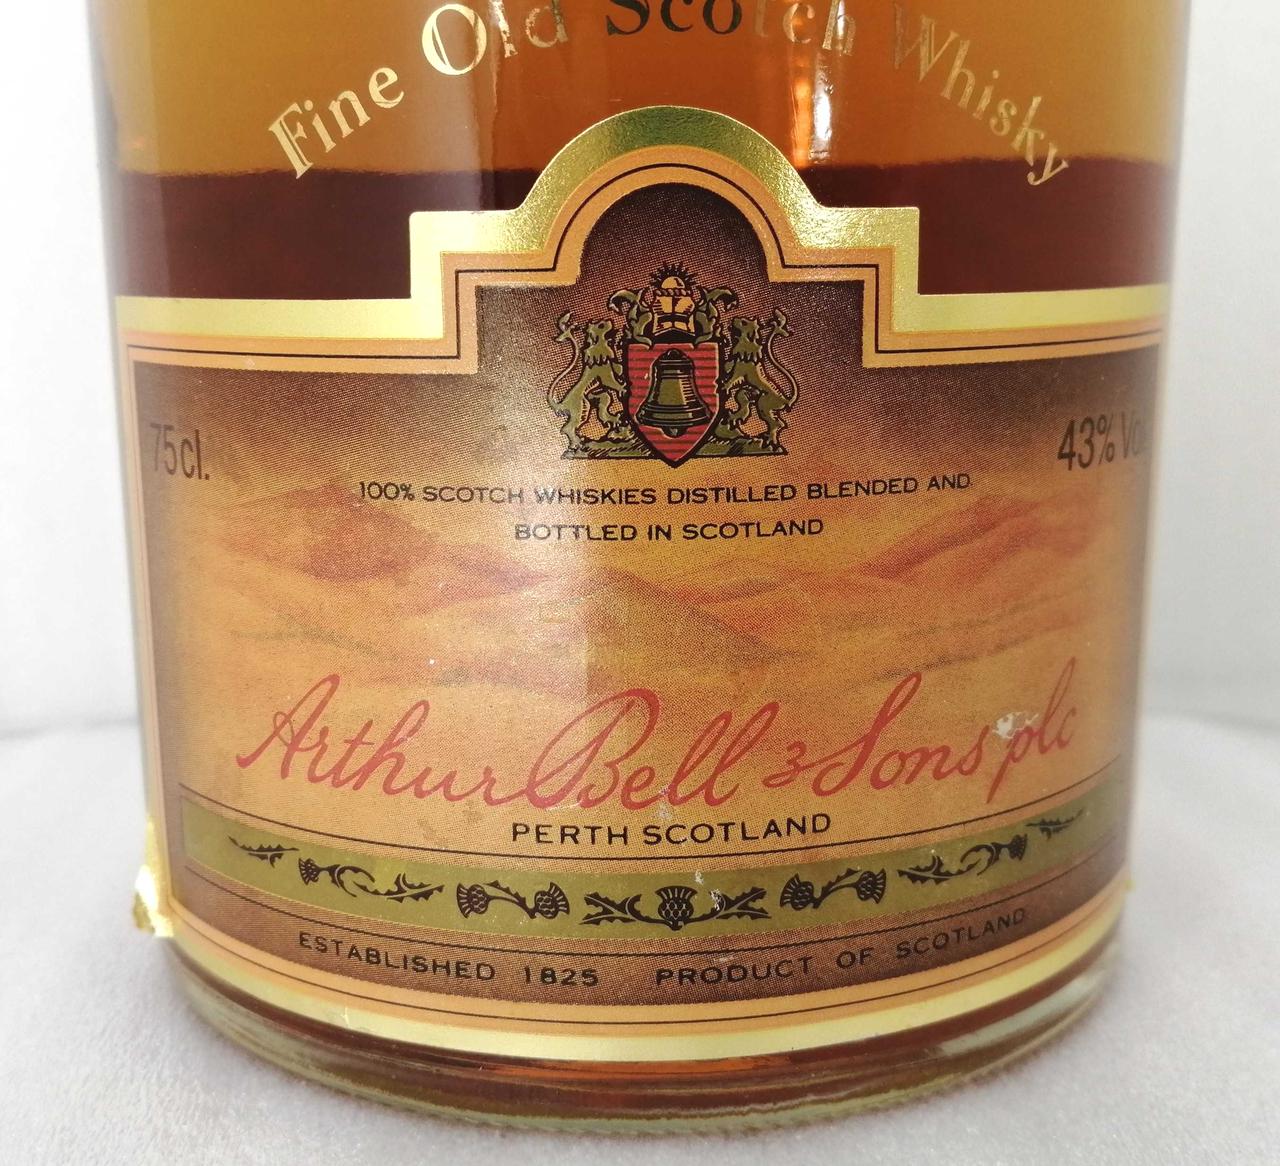 Fine Old Scotch Whisky
75cl.
43% Vol
100% SCOTCH WHISKIES DISTILLED BLENDED AND
BOTTLED IN SCOTLAND
Arthur Bell & Sons plc
PERTH SCOTLAND
ESTABLISHED 1825 PRODUCT OF SCOTLAND